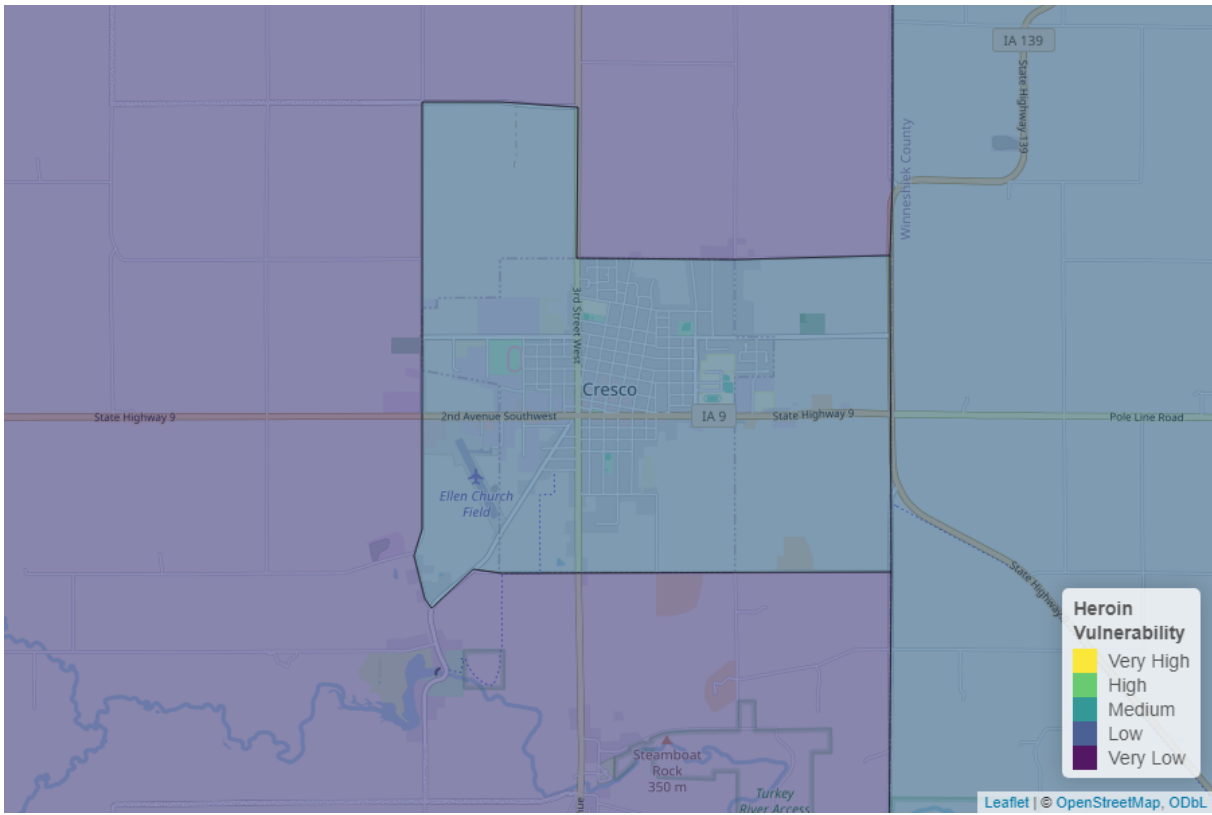 IA 139
State Highway 139
Winneshiek County
3rd Street West
Cresco
State Highway 9
2nd Avenue Southwest
IA 9
State Highway 9
Pole Line Road
Ellen Church
Field
State Highway
Steamboat
Rock
350 m
Turkey
River Access
Heroin
Vulnerability
Very High
High
Medium
Low
Very Low
Leaflet | © OpenStreetMap, ODbL